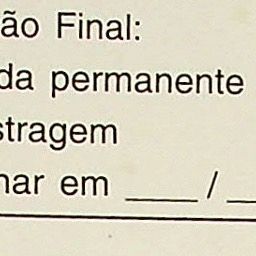 ão Final:
da permanente
stragem
nar em ____ / __